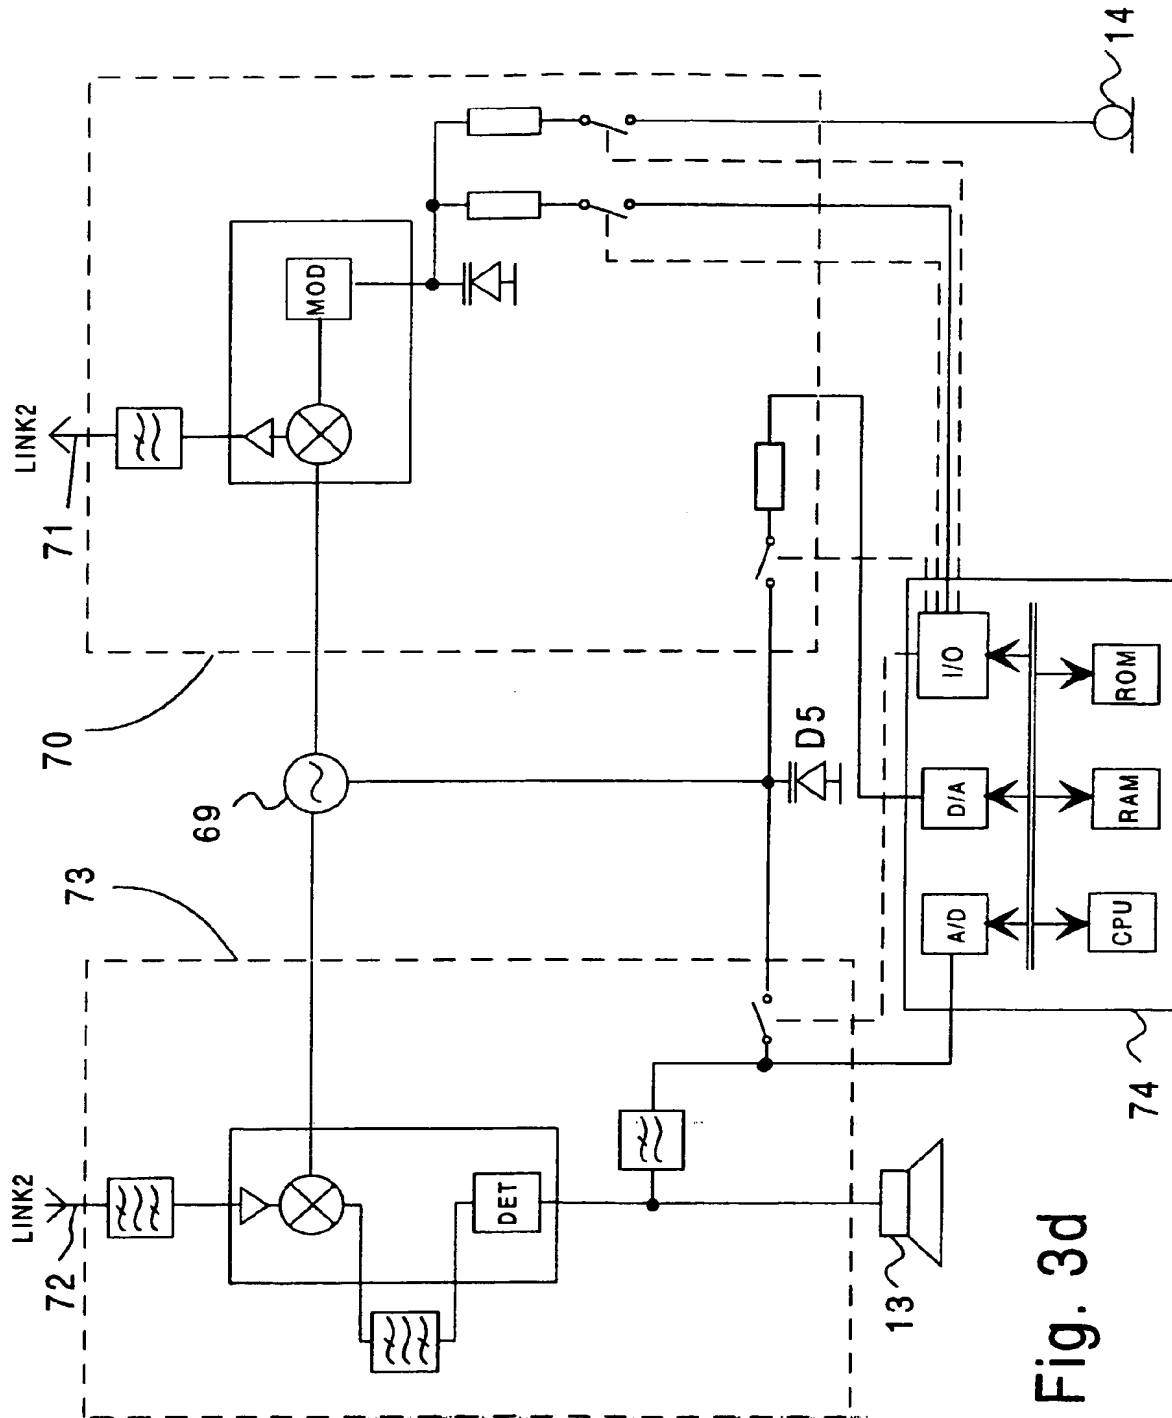 LINK2
72
73
LINK2
71
70
69
MOD
DET
D5
13
14
74
A/D
D/A
I/O
CPU
RAM
ROM
Fig. 3d